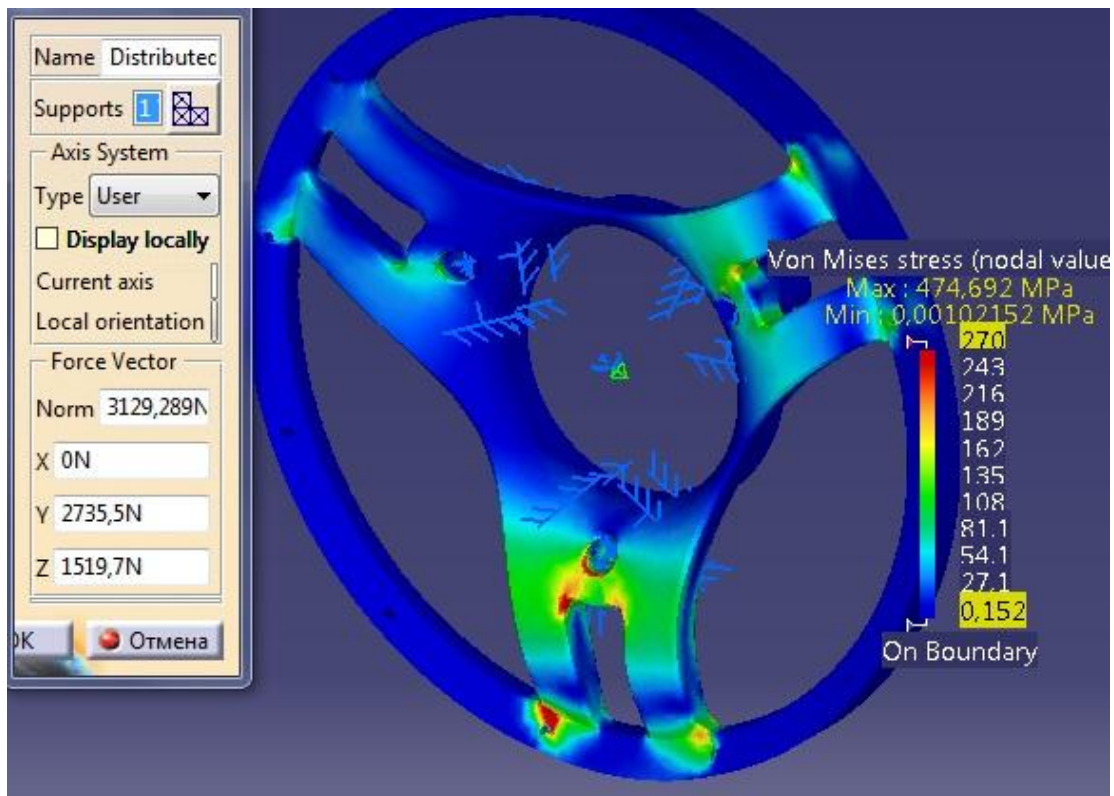 Name Distributec
Supports 1
Axis System
Type User
Display locally
Current axis
Local orientation
Force Vector
Norm 3129,289N
X 0N
Y 2735,5N
Z 1519,7N
OK
Отмена
Von Mises stress (nodal value
Max : 474,692 MPa
Min : 0,00102152 MPa
270
243
216
189
162
135
108
81.1
54.1
27,1
0,152
On Boundary